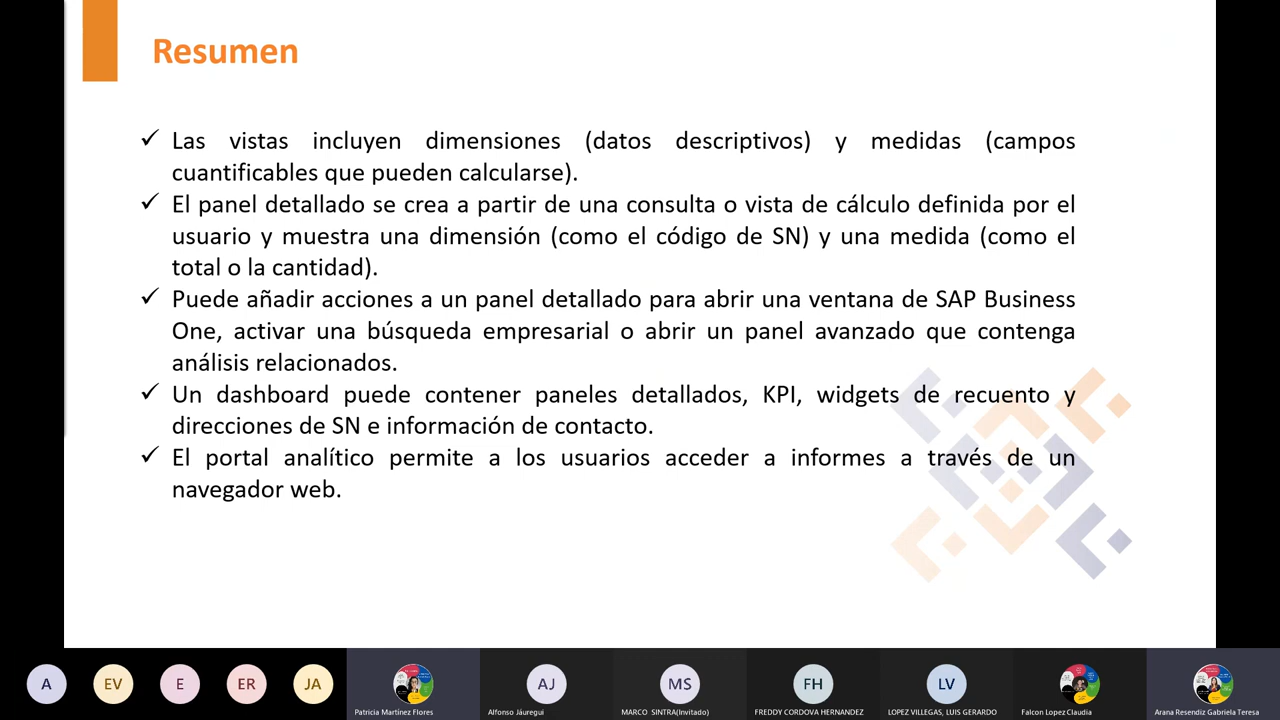 Resumen
✓ Las vistas incluyen dimensiones (datos descriptivos) y medidas (campos
cuantificables que pueden calcularse).
✓ El panel detallado se crea a partir de una consulta o vista de cálculo definida por el
usuario y muestra una dimensión (como el código de SN) y una medida (como el
total o la cantidad).
✓ Puede añadir acciones a un panel detallado para abrir una ventana de SAP Business
One, activar una búsqueda empresarial o abrir un panel avanzado que contenga
análisis relacionados.
✓ Un dashboard puede contener paneles detallados, KPI, widgets de recuento y
direcciones de SN e información de contacto.
✓ El portal analítico permite a los usuarios acceder a informes a través de un
navegador web.
A EV E ER JA AJ MS FH LV
Patricia Martínez Flores Alfonso Jáuregui MARCO SINTRA(Invitado) FREDDY CORDOVA HERNANDEZ LOPEZ VILLEGAS, LUIS GERARDO Falcon Lopez Claudia Arana Resendiz Gabriela Teresa